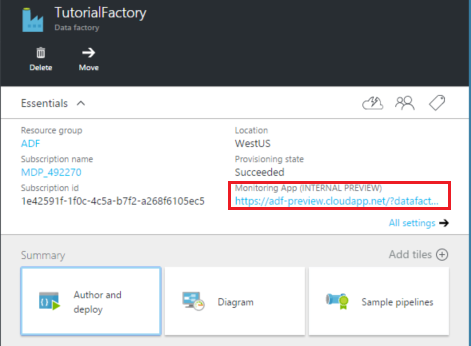 TutorialFactory
Data factory
Delete
Move
Essentials
Resource group
ADF
Location
WestUS
Subscription name
MDP_492270
Provisioning state
Succeeded
Subscription id
1e42591f-1f0c-4c5a-b7f2-a268f6105ec5
Monitoring App (INTERNAL PREVIEW)
https://adf-preview.cloudapp.net/?datafact...
All settings
Summary
Add tiles
Author and
deploy
Diagram
Sample pipelines